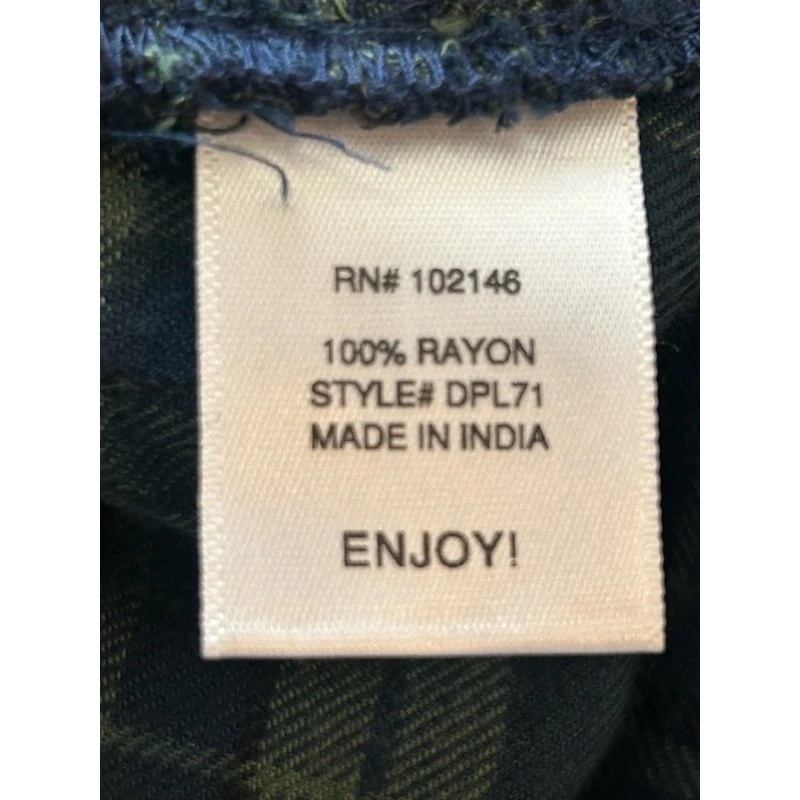 RN# 102146
100% RAYON
STYLE# DPL71
MADE IN INDIA
ENJOY!